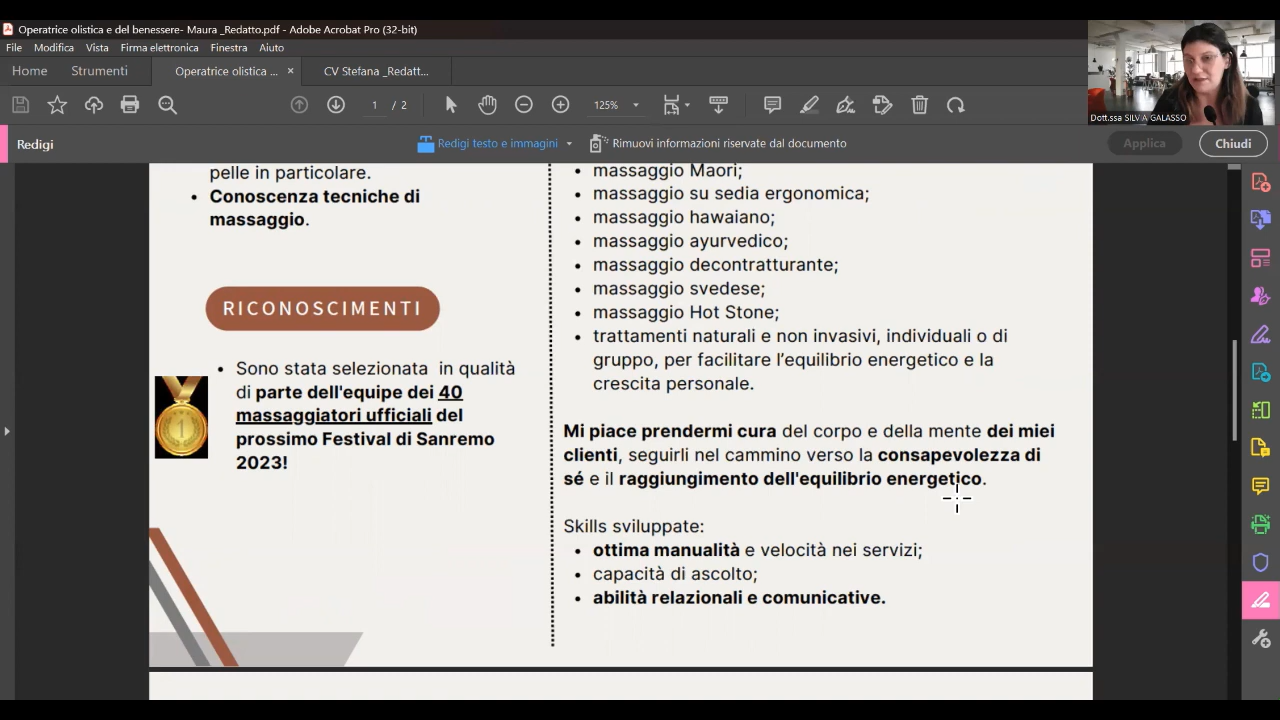 Operatrice olistica e del benessere- Maura _Redatto.pdf - Adobe Acrobat Pro (32-bit)
File Modifica Vista Firma elettronica Finestra Aiuto
Home Strumenti Operatrice olistica ... × CV Stefana _Redatt...
1 / 2 125%
Dott.ssa SILVIA GALASSO
Redigi Redigi testo e immagini Rimuovi informazioni riservate dal documento Applica Chiudi
pelle in particolare.
• Conoscenza tecniche di
massaggio.
RICONOSCIMENTI
• Sono stata selezionata in qualità
di parte dell'equipe dei 40
massaggiatori ufficiali del
prossimo Festival di Sanremo
2023!
1
• massaggio Maori;
• massaggio su sedia ergonomica;
• massaggio hawaiano;
• massaggio ayurvedico;
• massaggio decontratturante;
• massaggio svedese;
• massaggio Hot Stone;
• trattamenti naturali e non invasivi, individuali o di
gruppo, per facilitare l'equilibrio energetico e la
crescita personale.
Mi piace prendermi cura del corpo e della mente dei miei
clienti, seguirli nel cammino verso la consapevolezza di
sé e il raggiungimento dell'equilibrio energetico.
Skills sviluppate:
• ottima manualità e velocità nei servizi;
• capacità di ascolto;
• abilità relazionali e comunicative.